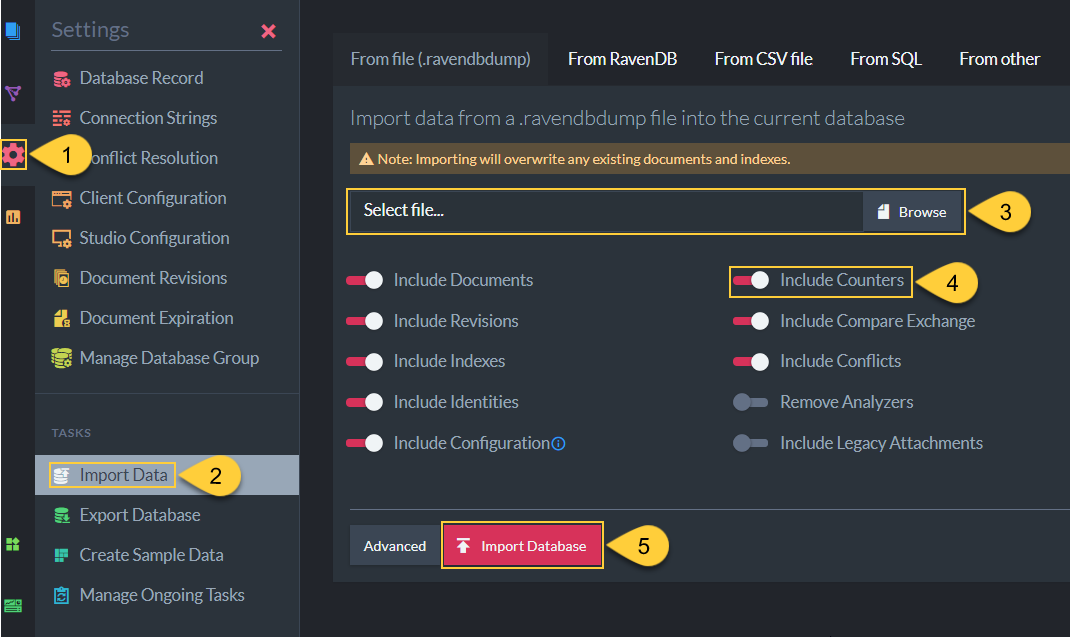 Settings
Database Record
Connection Strings
1
onflict Resolution
Client Configuration
Studio Configuration
Document Revisions
Document Expiration
Manage Database Group
TASKS
Import Data
2
Export Database
Create Sample Data
Manage Ongoing Tasks
From file (.ravendbdump) From RavenDB From CSV file From SQL From other
Import data from a .ravendbdump file into the current database
Note: Importing will overwrite any existing documents and indexes.
Select file... Browse
3
Include Documents
Include Revisions
Include Indexes
Include Identities
Include Configuration
Include Counters
4
Include Compare Exchange
Include Conflicts
Remove Analyzers
Include Legacy Attachments
Advanced Import Database
5